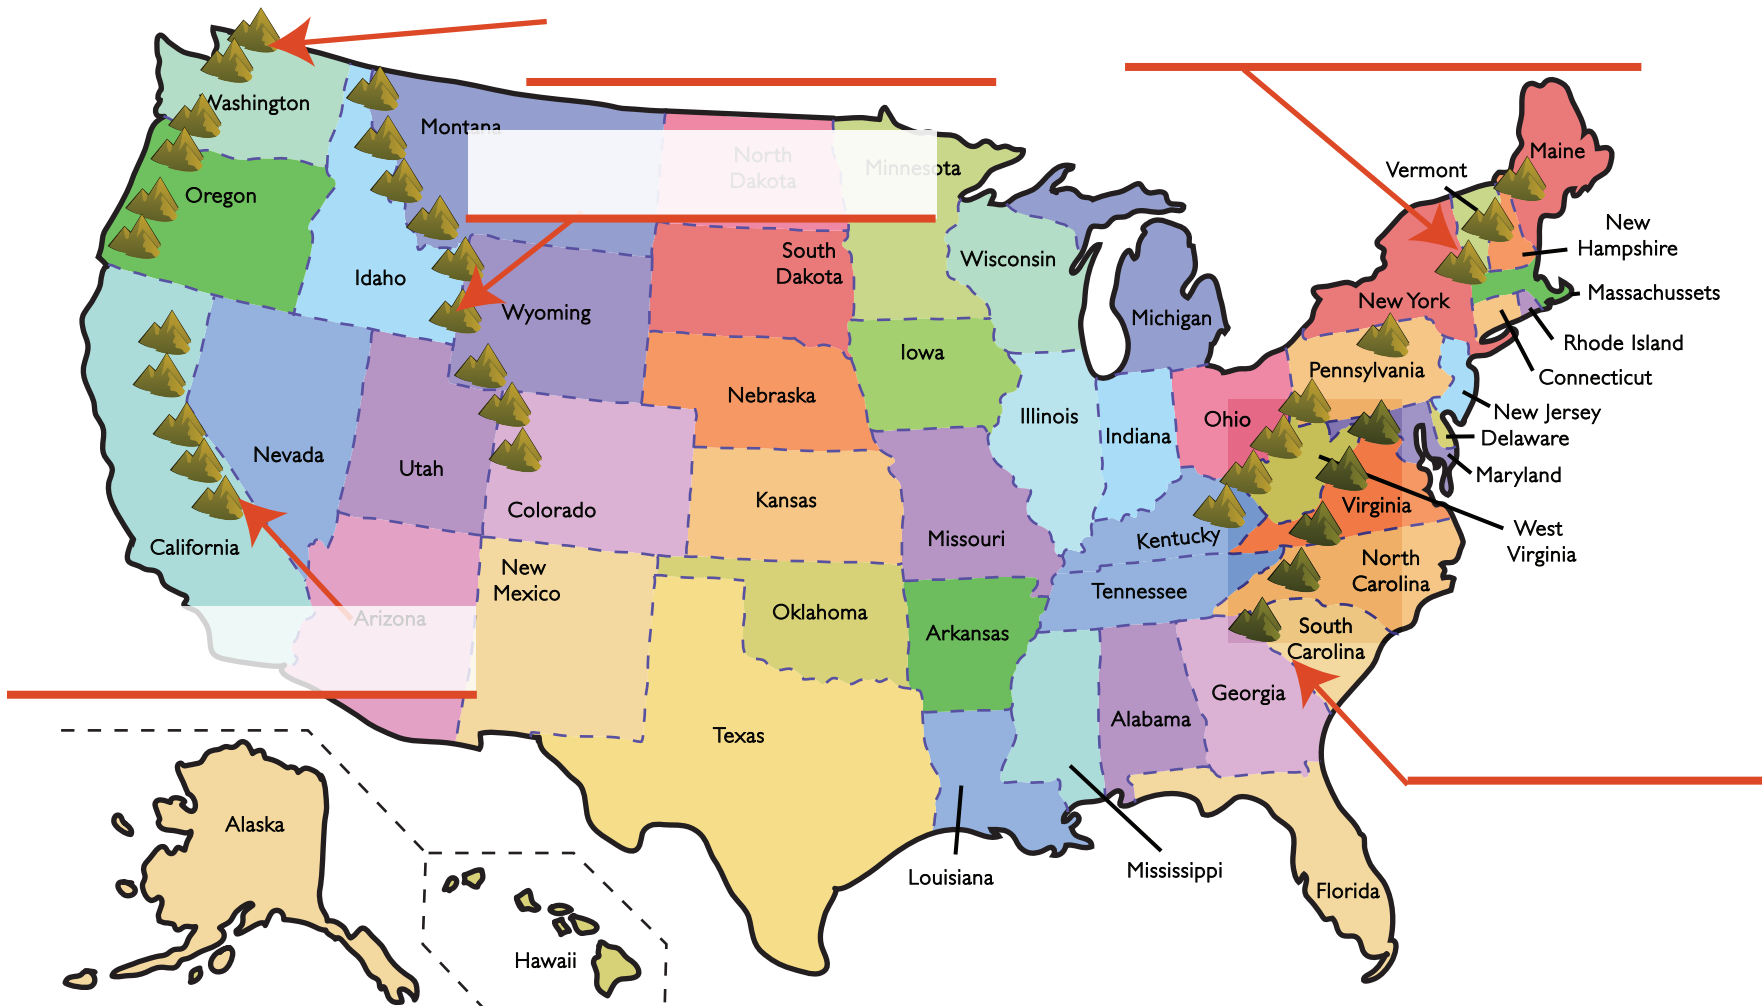 Washington
Montana
North
Dakota
Minnesota
Maine
Vermont
Oregon
New
Hampshire
Idaho
South
Dakota
Wisconsin
Massachussets
Wyoming
Michigan
New York
Rhode Island
Iowa
Pennsylvania
Connecticut
Nebraska
Illinois
Ohio
New Jersey
Indiana
Delaware
Nevada
Utah
Maryland
Kansas
Virginia
Colorado
California
Missouri
Kentucky
West
Virginia
New
Mexico
North
Carolina
Tennessee
Arizona
Oklahoma
Arkansas
South
Carolina
Georgia
Alabama
Texas
Alaska
Louisiana
Mississippi
Florida
Hawaii